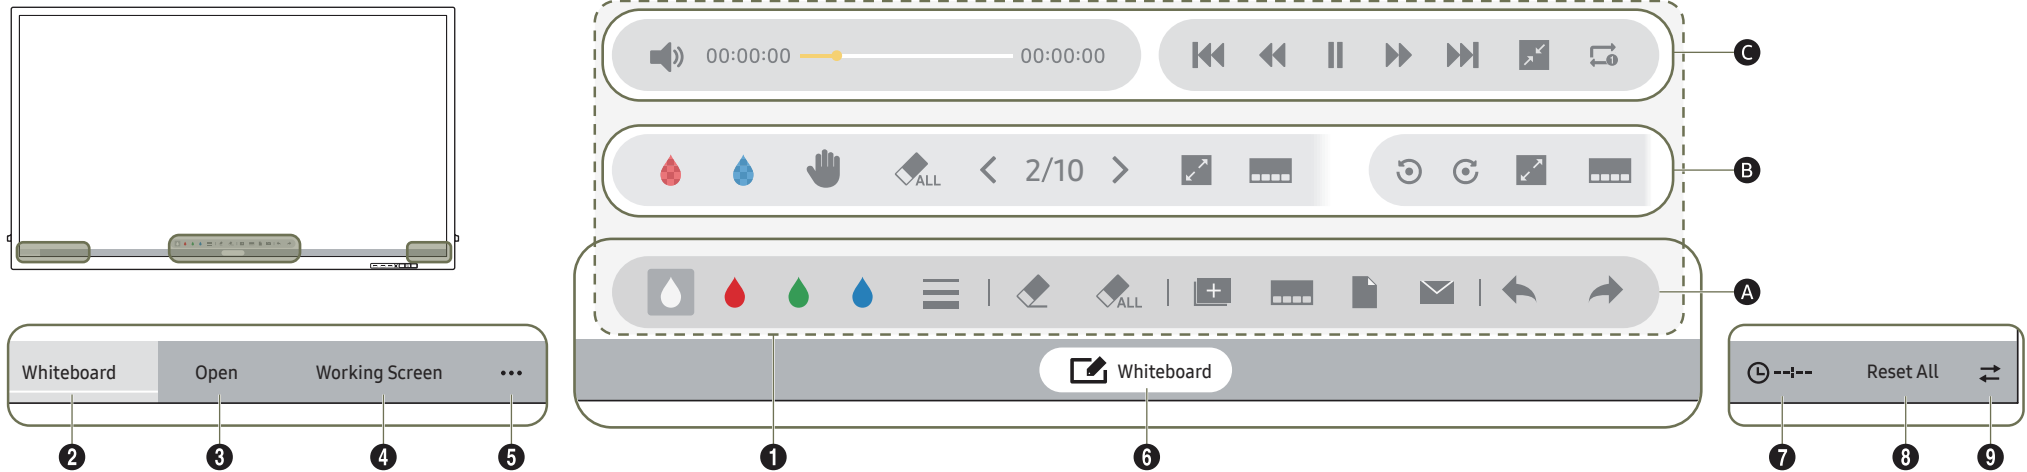 00:00:00 00:00:00
C
ALL 2/10
B
ALL
A
Whiteboard Open Working Screen •••
Whiteboard
--:-- Reset All
2 3 4 5 1 6 7 8 9